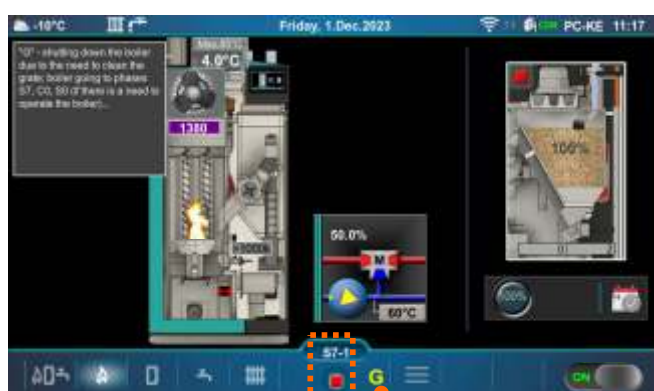 -10°C
Friday, 1.Dec.2023
PC-KE 11:17
"G" - shutting down the boiler
due to the need to clean the
grate; boiler going to phases
S7, C0, S0 (if there is a need to
operate the boiler)...
4.0°C
1380
100%
50.0%
M
60°C
S7-1
G
ON